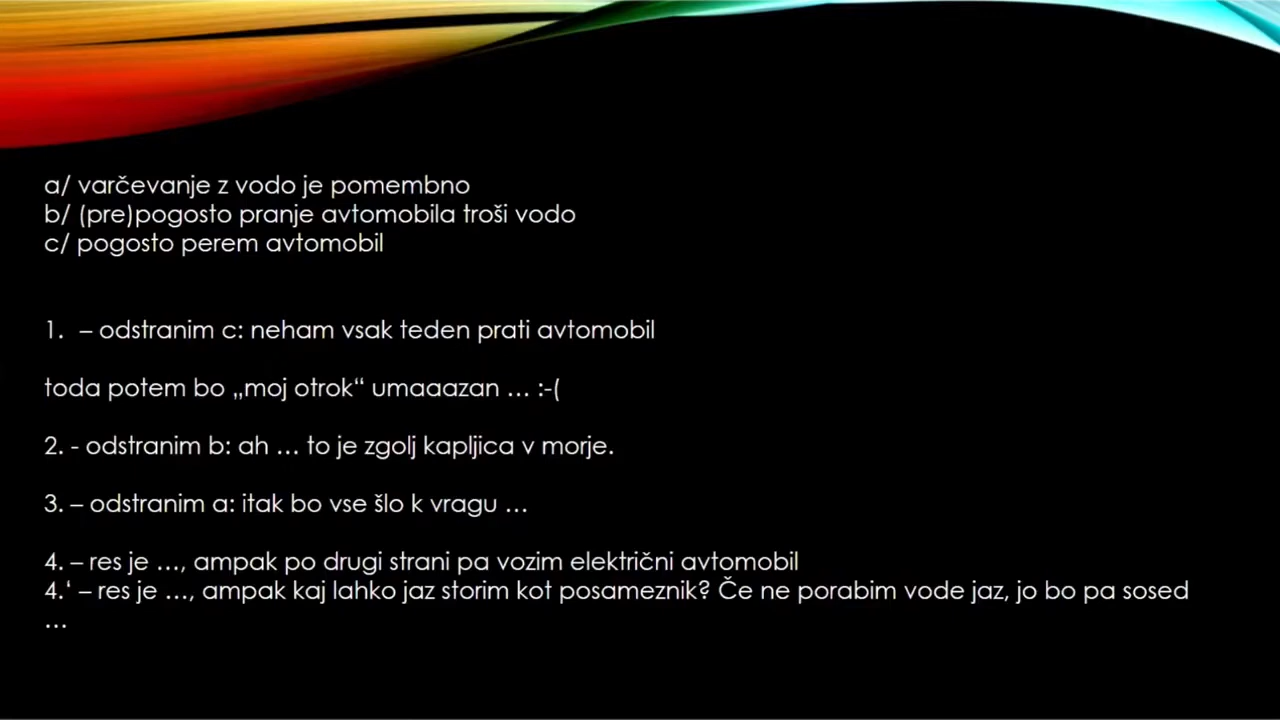 a/ varčevanje z vodo je pomembno
b/ (pre)pogosto pranje avtomobila troši vodo
c/ pogosto perem avtomobil
1. – odstranim c: neham vsak teden prati avtomobil
toda potem bo „moj otrok“ umaaazan … :-(
2. - odstranim b: ah … to je zgolj kapljica v morje.
3. – odstranim a: itak bo vse šlo k vragu …
4. – res je …, ampak po drugi strani pa vozim električni avtomobil
4.‘ – res je …, ampak kaj lahko jaz storim kot posameznik? Če ne porabim vode jaz, jo bo pa sosed
…